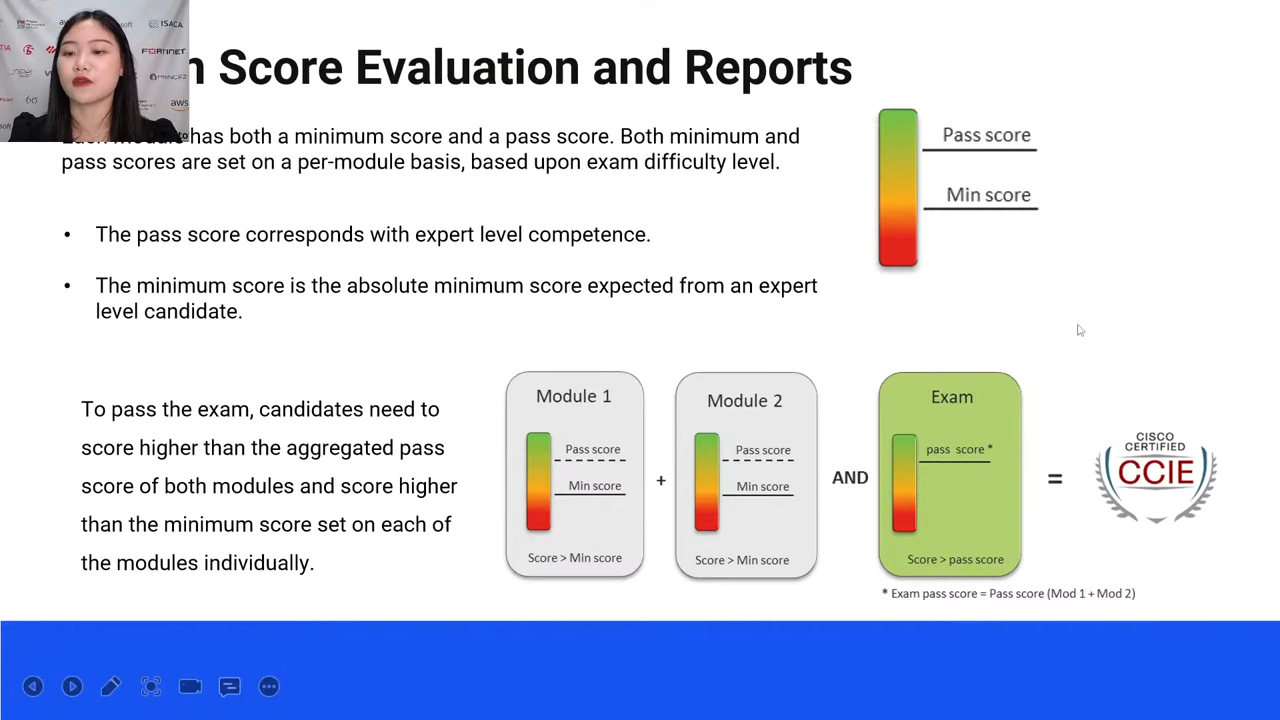 ISACA
FORTINET
PRINCE2
6σ
aws
Score Evaluation and Reports
has both a minimum score and a pass score. Both minimum and
pass scores are set on a per-module basis, based upon exam difficulty level.
• The pass score corresponds with expert level competence.
• The minimum score is the absolute minimum score expected from an expert
level candidate.
Pass score
Min score
To pass the exam, candidates need to
score higher than the aggregated pass
score of both modules and score higher
than the minimum score set on each of
the modules individually.
Module 1
Pass score
Min score
Score > Min score
+
Module 2
Pass score
Min score
Score > Min score
AND
Exam
pass score *
Score > pass score
=
CISCO
CERTIFIED
CCIE
* Exam pass score = Pass score (Mod 1 + Mod 2)